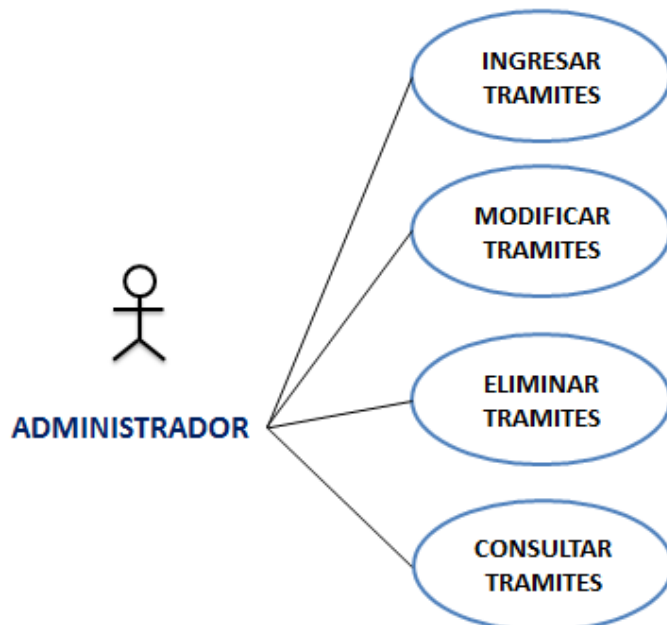 INGRESAR
TRAMITES
MODIFICAR
TRAMITES
ADMINISTRADOR
ELIMINAR
TRAMITES
CONSULTAR
TRAMITES